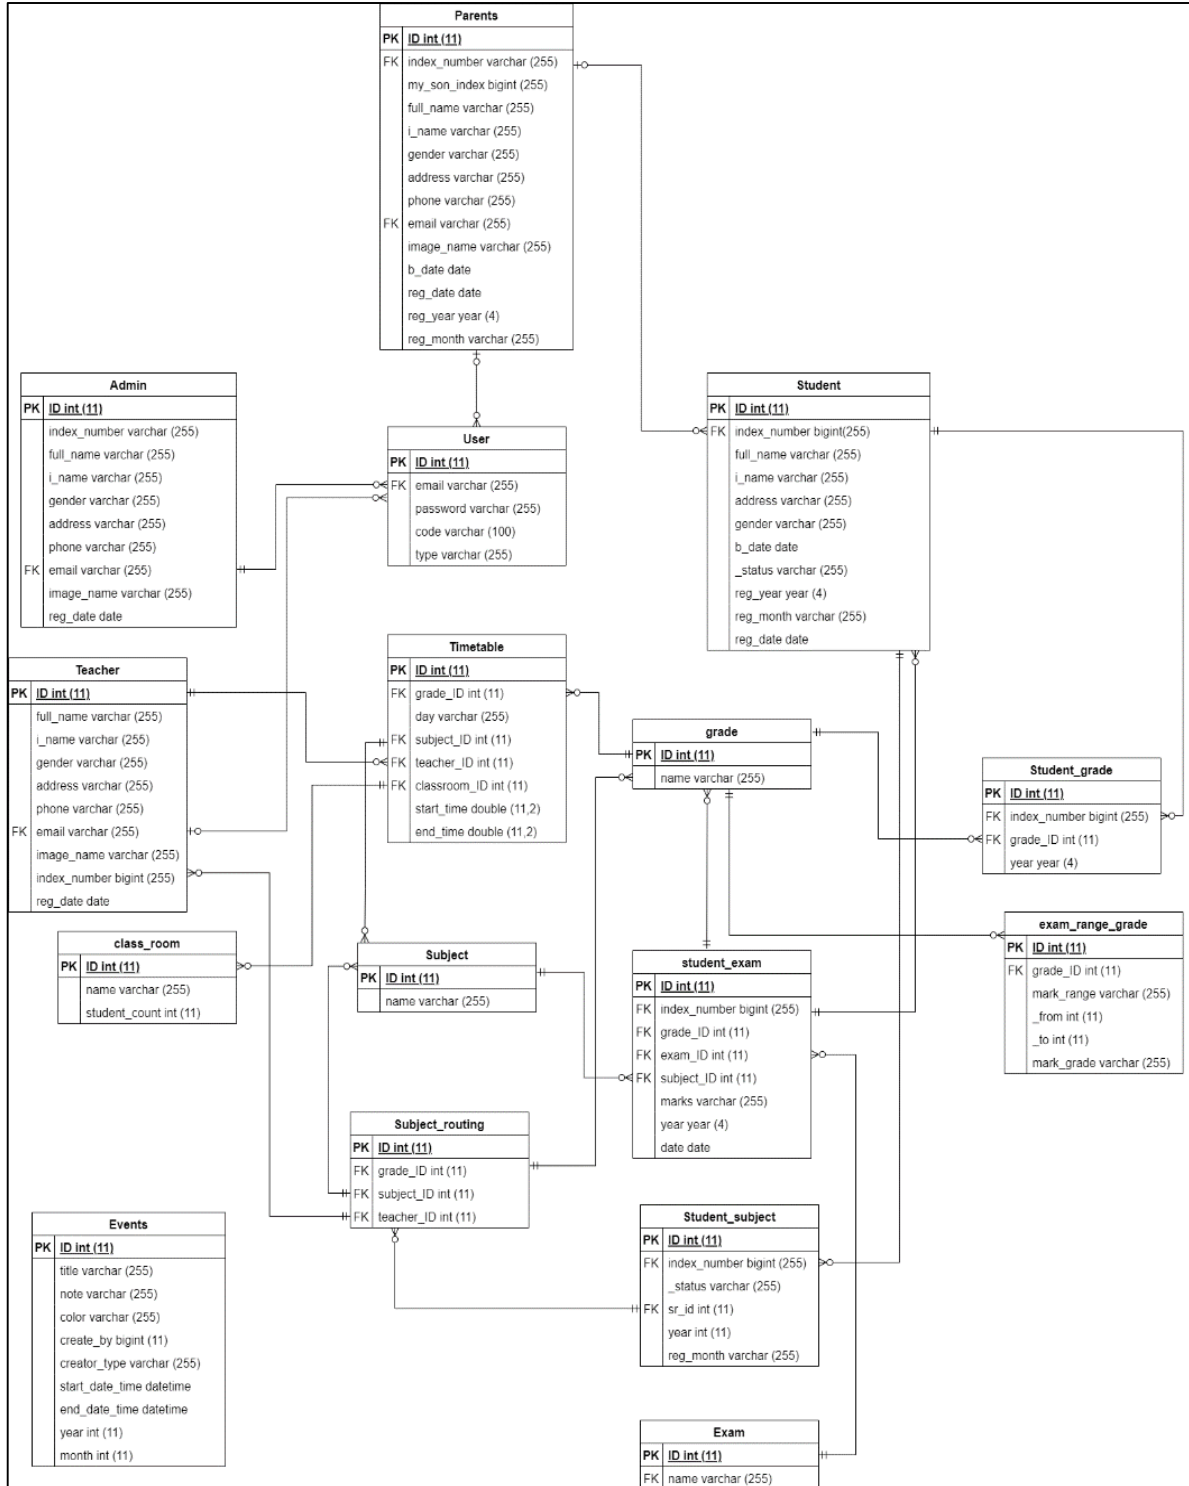 Parents
PK ID int (11)
FK index_number varchar (255)
my_son_index bigint (255)
full_name varchar (255)
i_name varchar (255)
gender varchar (255)
address varchar (255)
phone varchar (255)
FK email varchar (255)
image_name varchar (255)
b_date date
reg_date date
reg_year year (4)
reg_month varchar (255)
Admin
PK ID int (11)
index_number varchar (255)
full_name varchar (255)
i_name varchar (255)
gender varchar (255)
address varchar (255)
phone varchar (255)
FK email varchar (255)
image_name varchar (255)
reg_date date
User
PK ID int (11)
FK email varchar (255)
password varchar (255)
code varchar (100)
type varchar (255)
Student
PK ID int (11)
FK index_number bigint(255)
full_name varchar (255)
i_name varchar (255)
address varchar (255)
gender varchar (255)
b_date date
_status varchar (255)
reg_year year (4)
reg_month varchar (255)
reg_date date
Teacher
PK ID int (11)
full_name varchar (255)
i_name varchar (255)
gender varchar (255)
address varchar (255)
phone varchar (255)
FK email varchar (255)
image_name varchar (255)
index_number bigint (255)
reg_date date
Timetable
PK ID int (11)
FK grade_ID int (11)
day varchar (255)
FK subject_ID int (11)
FK teacher_ID int (11)
FK classroom_ID int (11)
start_time double (11,2)
end_time double (11,2)
grade
PK ID int (11)
name varchar (255)
Student_grade
PK ID int (11)
FK index_number bigint (255)
FK grade_ID int (11)
year year (4)
class_room
PK ID int (11)
name varchar (255)
student_count int (11)
Subject
PK ID int (11)
name varchar (255)
student_exam
PK ID int (11)
FK index_number bigint (255)
FK grade_ID int (11)
FK exam_ID int (11)
FK subject_ID int (11)
marks varchar (255)
year year (4)
date date
exam_range_grade
PK ID int (11)
FK grade_ID int (11)
mark_range varchar (255)
_from int (11)
_to int (11)
mark_grade varchar (255)
Subject_routing
PK ID int (11)
FK grade_ID int (11)
FK subject_ID int (11)
FK teacher_ID int (11)
Events
PK ID int (11)
title varchar (255)
note varchar (255)
color varchar (255)
create_by bigint (11)
creator_type varchar (255)
start_date_time datetime
end_date_time datetime
year int (11)
month int (11)
Student_subject
PK ID int (11)
FK index_number bigint (255)
_status varchar (255)
FK sr_id int (11)
year int (11)
reg_month varchar (255)
Exam
PK ID int (11)
FK name varchar (255)